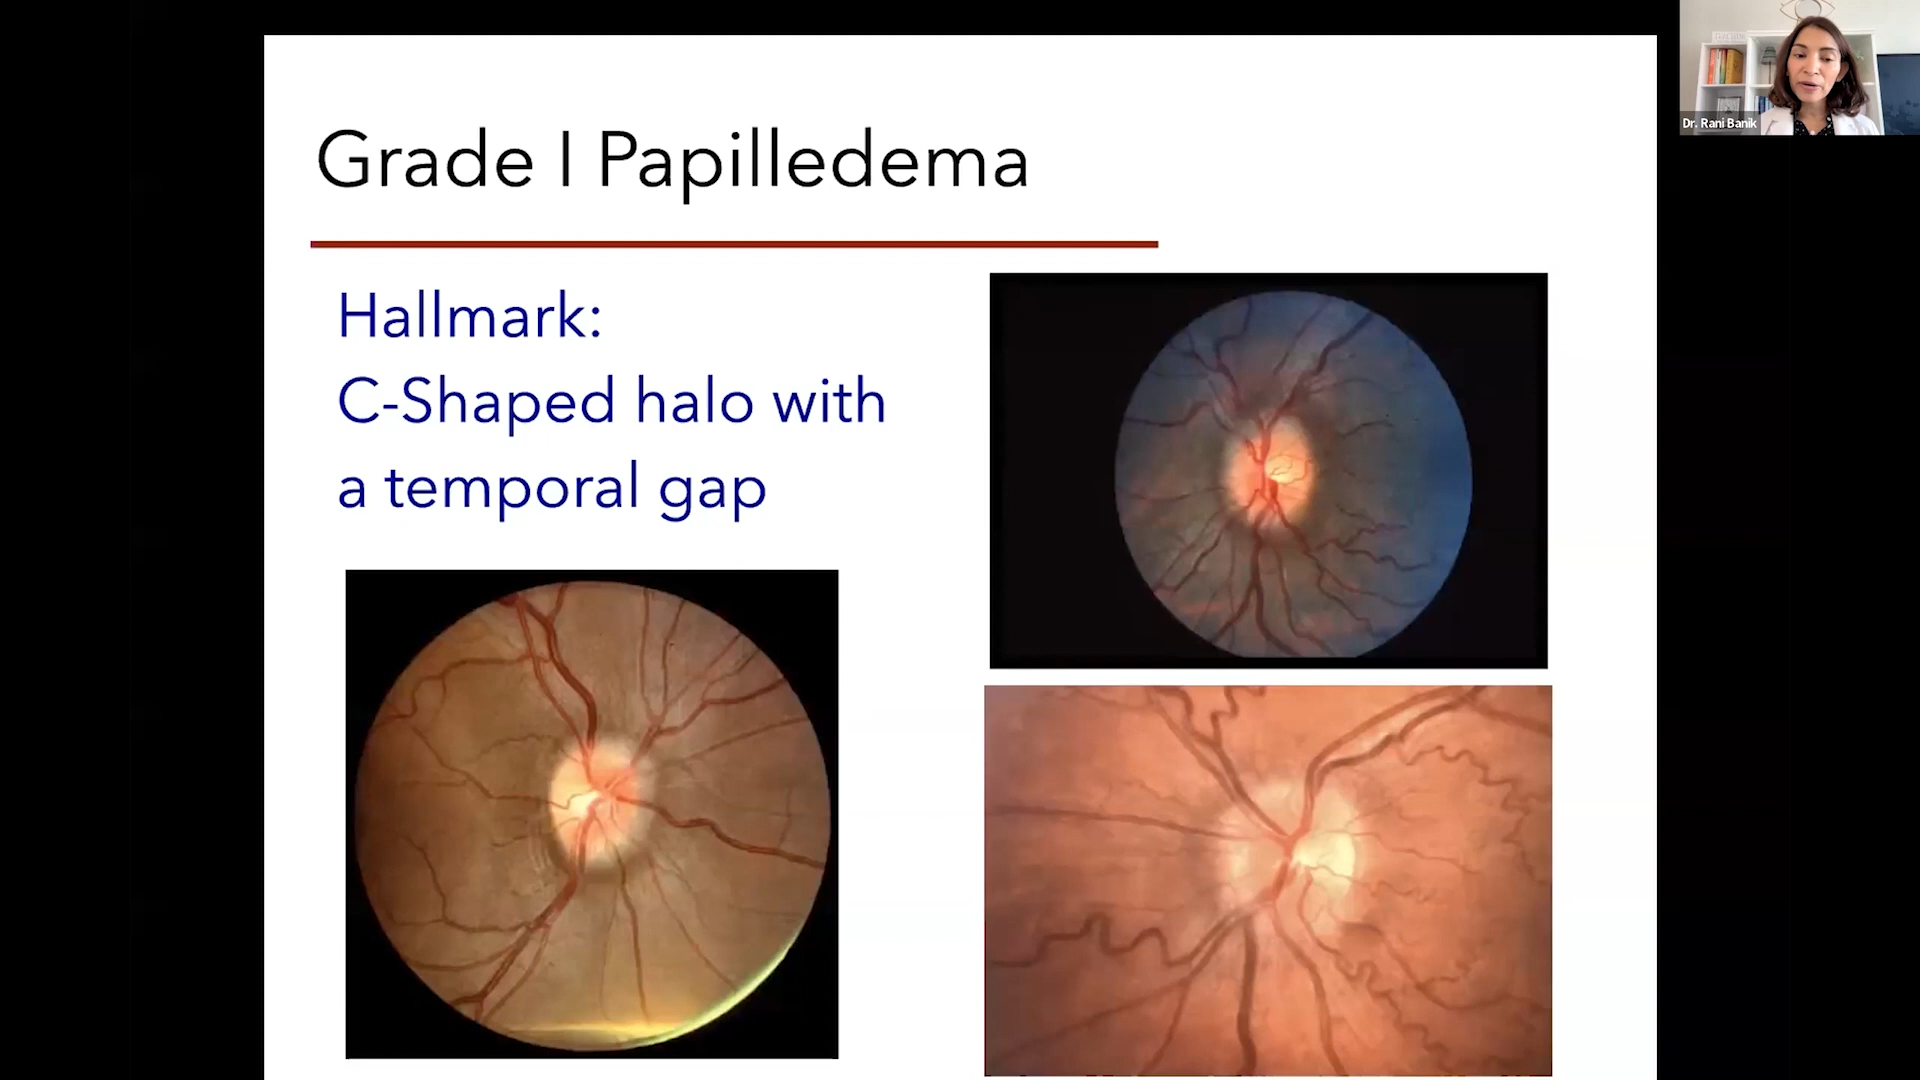 Grade I Papilledema
Hallmark:
C-Shaped halo with
a temporal gap
Dr. Rani Banik